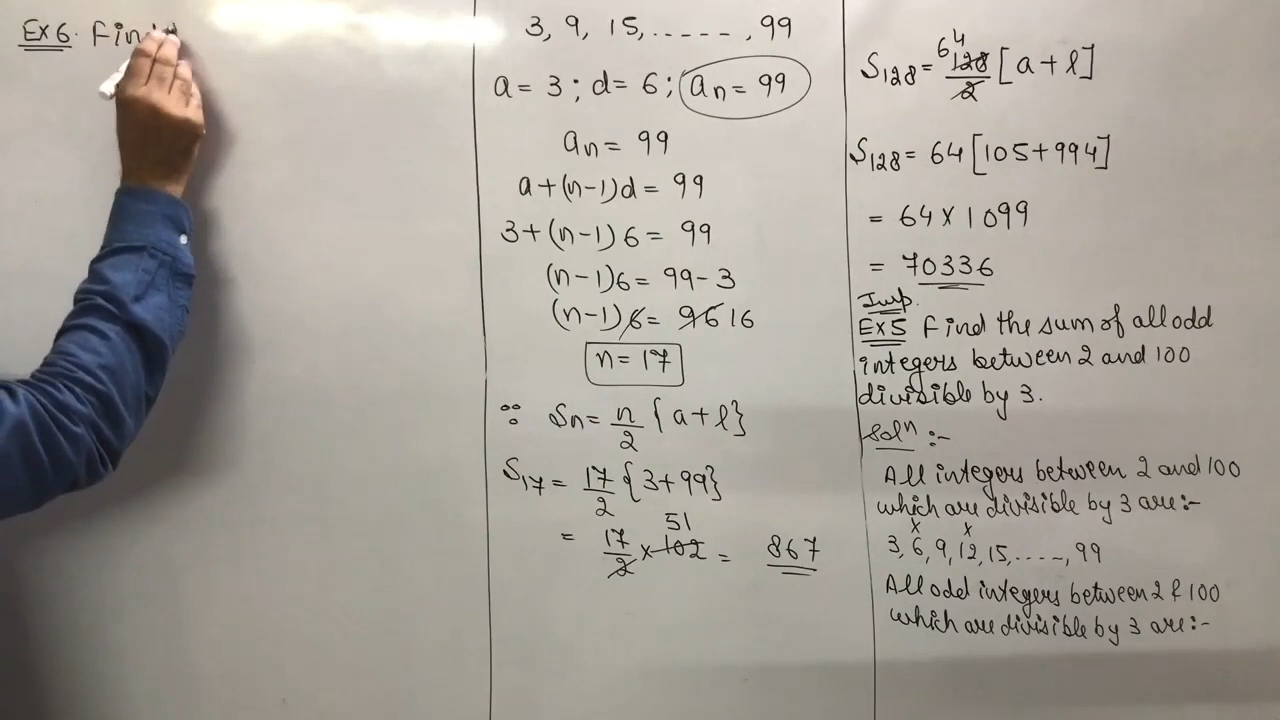 EX 6. Fin
3, 9, 15, ....., 99
a = 3 ; d = 6 ; an = 99
an = 99
a + (n-1)d = 99
3 + (n-1) 6 = 99
(n-1)6 = 99-3
(n-1) 6 = 96 16
n = 17
∵ Sn = n/2 {a + l}
S17 = 17/2 {3+99}
51
= 17/2 × 102 = 867
64
S128 = 128/2 [a + l]
S128 = 64 [105 + 994]
= 64 × 1099
= 70336
Imp.
EX 5 Find the sum of all odd
integers between 2 and 100
divisible by 3.
Solⁿ :-
All integers between 2 and 100
which are divisible by 3 are:-
x x
3, 6, 9, 12, 15, ....., 99
All odd integers between 2 & 100
which are divisible by 3 are:-